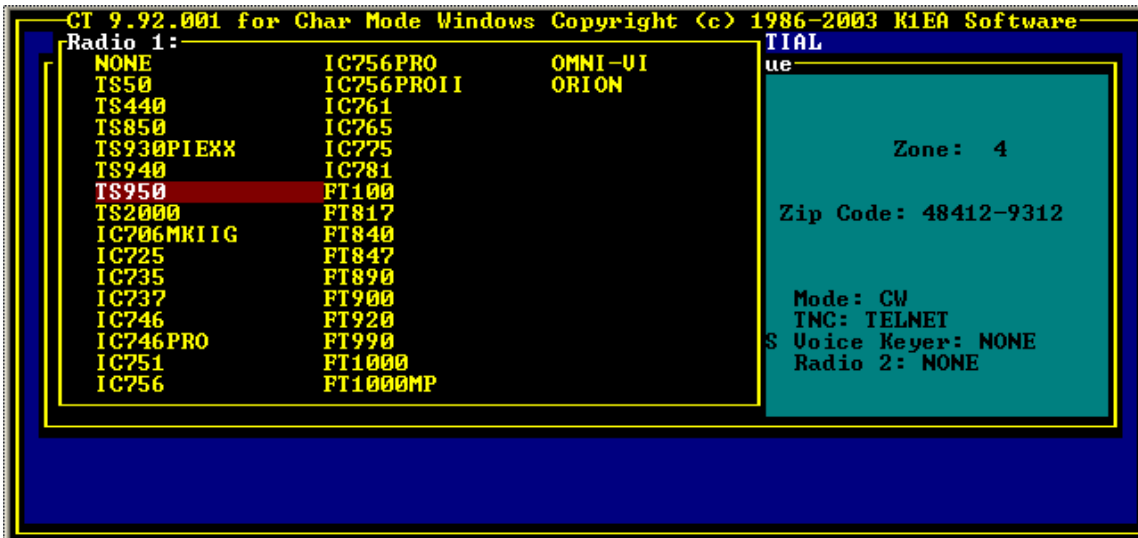 CT 9.92.001 for Char Mode Windows Copyright (c) 1986-2003 K1EA Software
Radio 1: TIAL
NONE IC756PRO OMNI-VI ue
TS50 IC756PROII ORION
TS440 IC761
TS850 IC765
TS930PIEXX IC775 Zone: 4
TS940 IC781
TS950 FT100
TS2000 FT817 Zip Code: 48412-9312
IC706MKIIG FT840
IC725 FT847
IC735 FT890
IC737 FT900 Mode: CW
IC746 FT920 TNC: TELNET
IC746PRO FT990 S Voice Keyer: NONE
IC751 FT1000 Radio 2: NONE
IC756 FT1000MP